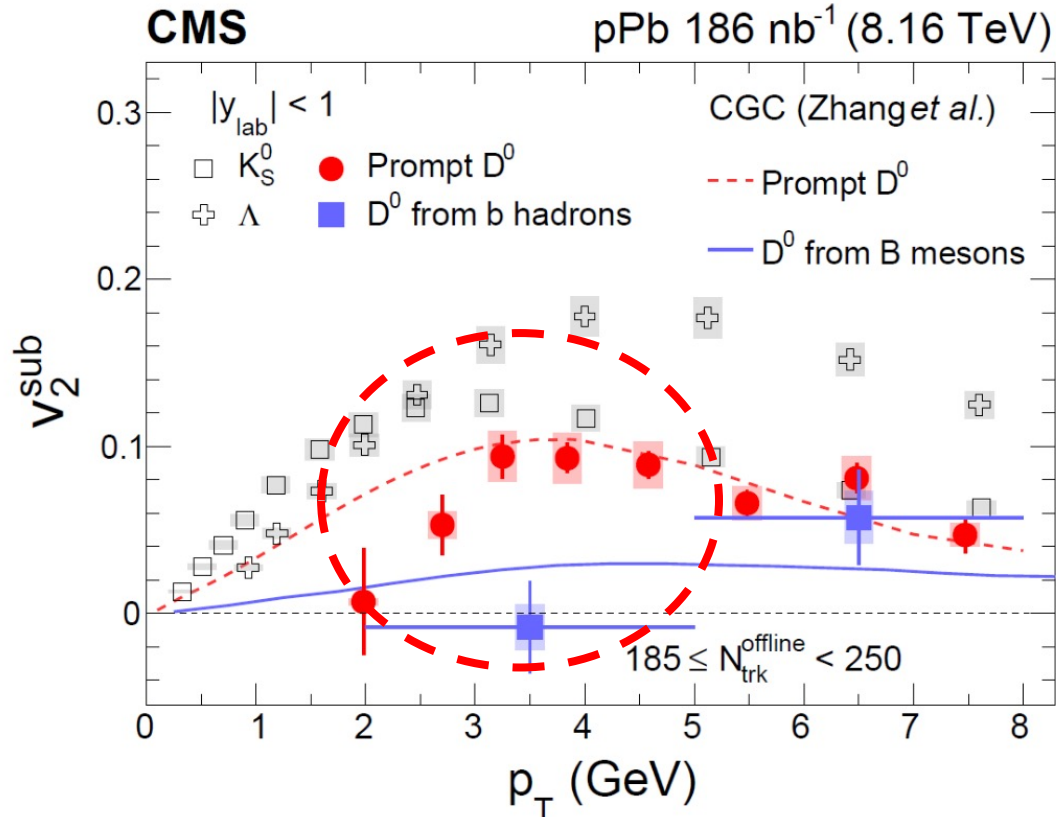 CMS
pPb 186 nb⁻¹ (8.16 TeV)
|y_lab| < 1
K⁰_S
Prompt D⁰
Λ
D⁰ from b hadrons
CGC (Zhang et al.)
Prompt D⁰
D⁰ from B mesons
0.3
0.2
0.1
0
v₂^sub
185 ≤ N_trk^offline < 250
0 1 2 3 4 5 6 7 8
p_T (GeV)